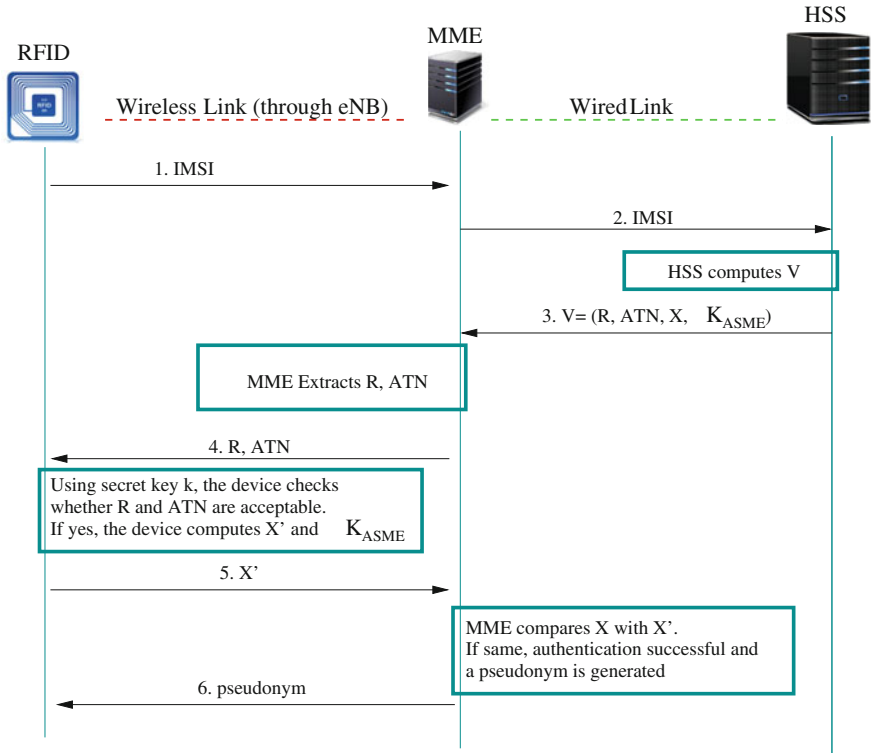 HSS
MME
RFID
RFID
Wireless Link (through eNB)
WiredLink
1. IMSI
2. IMSI
HSS computes V
3. V= (R, ATN, X, K_ASME)
MME Extracts R, ATN
4. R, ATN
Using secret key k, the device checks
whether R and ATN are acceptable.
If yes, the device computes X’ and K_ASME
5. X’
MME compares X with X’.
If same, authentication successful and
a pseudonym is generated
6. pseudonym